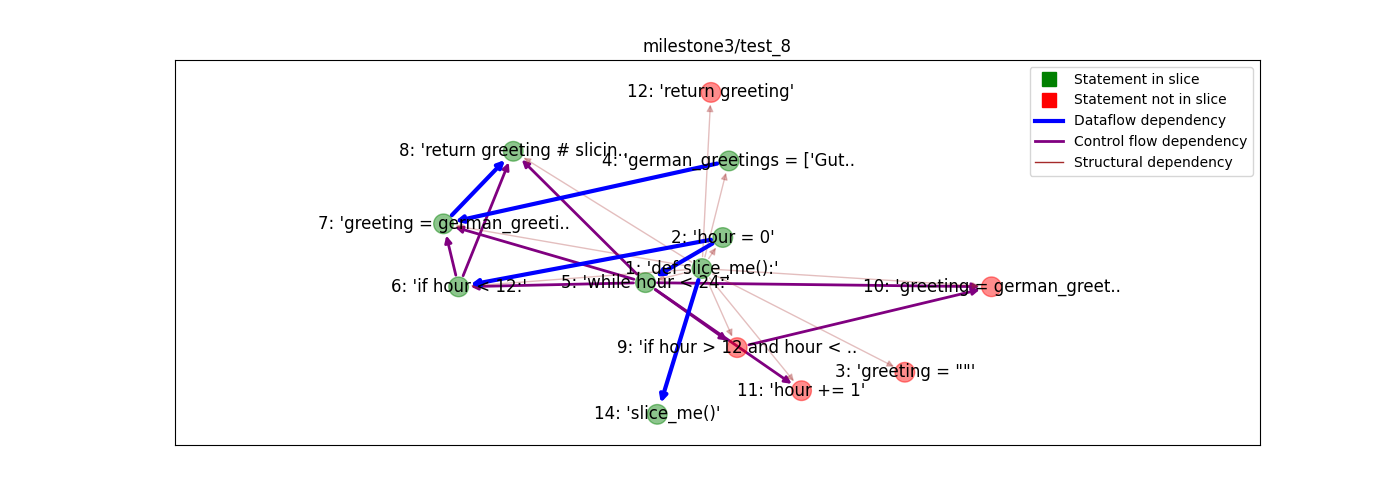 milestone3/test_8
Statement in slice
Statement not in slice
Dataflow dependency
Control flow dependency
Structural dependency
12: 'return greeting'
8: 'return greeting # slicin..
4: 'german_greetings = ['Gut..
7: 'greeting = german_greeti..
2: 'hour = 0'
1: 'def slice_me():'
5: 'while hour < 24:'
6: 'if hour < 12:'
10: 'greeting = german_greet..
9: 'if hour > 12 and hour < ..
3: 'greeting = ""'
11: 'hour += 1'
14: 'slice_me()'